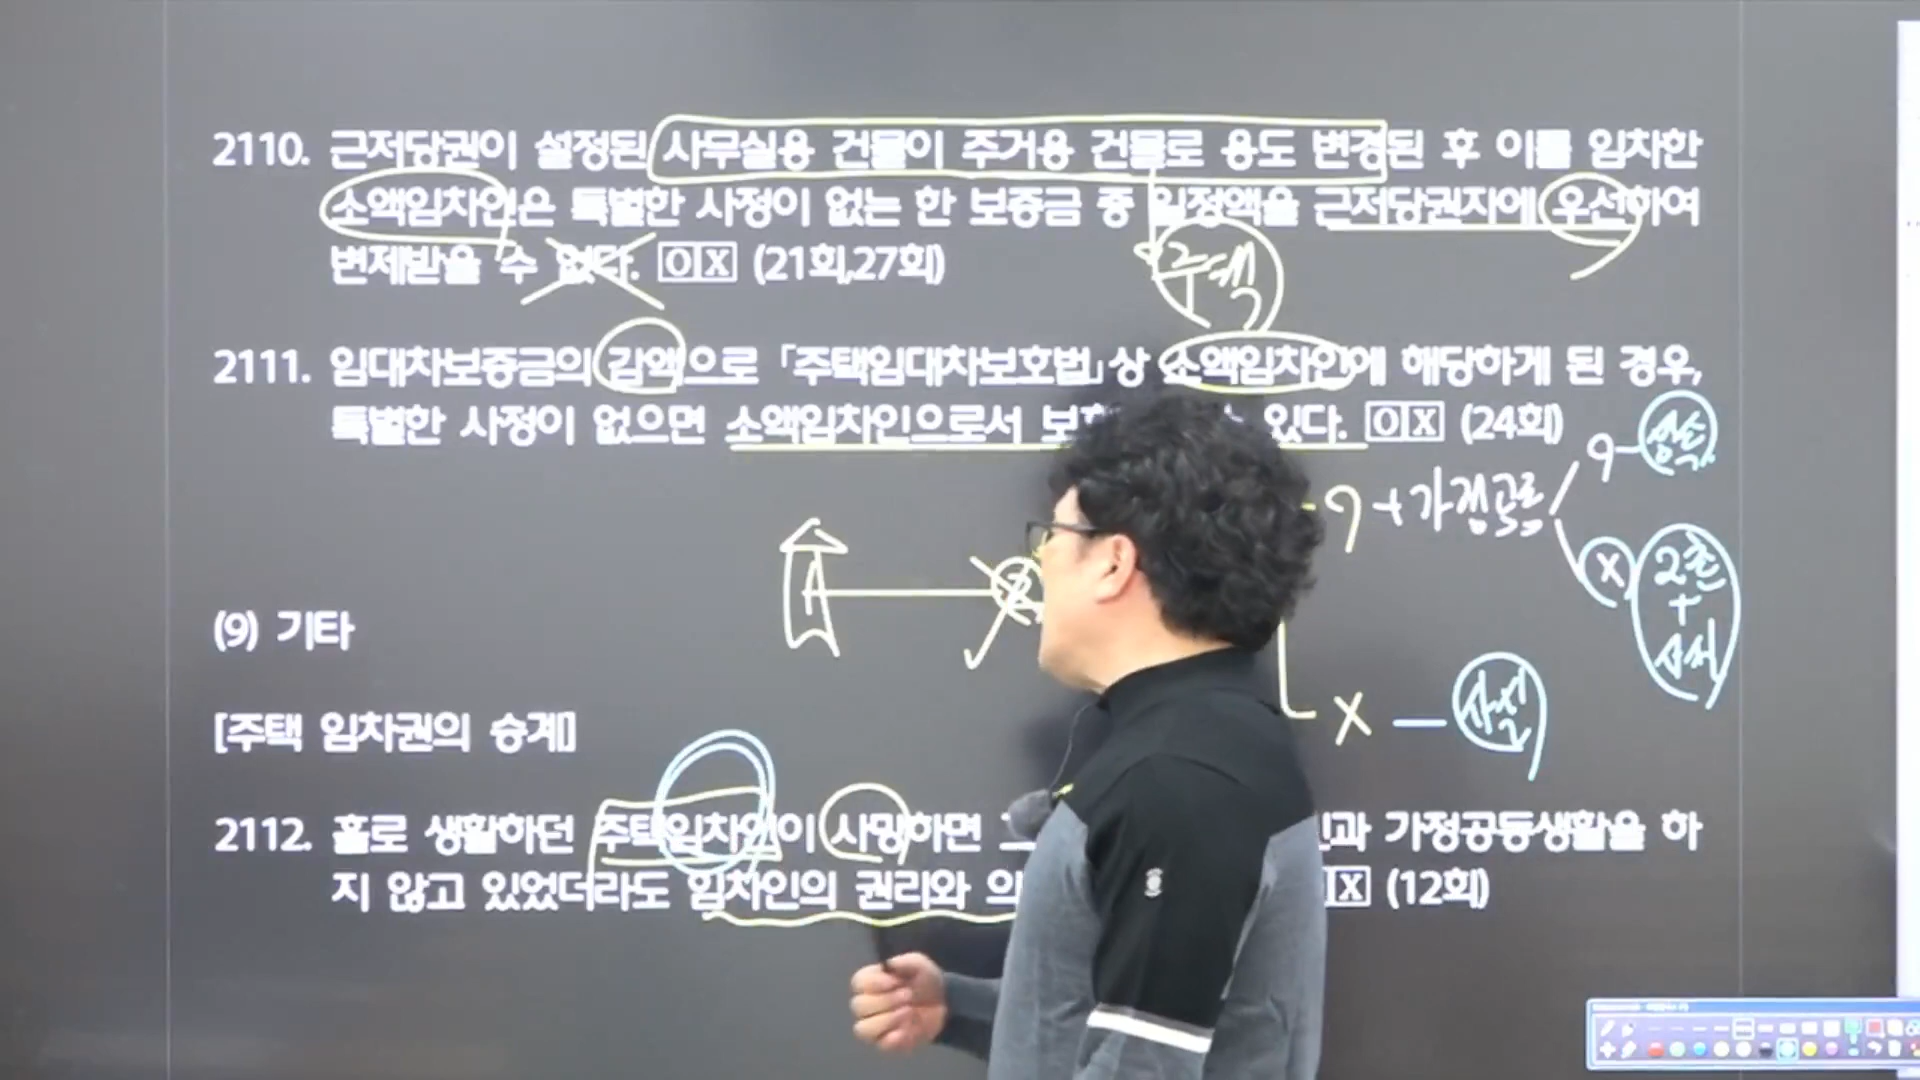 2110. 근저당권이 설정된 사무실용 건물이 주거용 건물로 용도 변경된 후 이를 임차한
소액임차인은 특별한 사정이 없는 한 보증금 중 일정액을 근저당권자에 우선하여
변제받을 수 없다. O X (21회,27회)
주택
2111. 임대차보증금의 감액으로 「주택임대차보호법」상 소액임차인에 해당하게 된 경우,
특별한 사정이 없으면 소액임차인으로서 보 있다. O X (24회)
상속
+ 가정공동
A
X 2촌
+
(9) 기타
X
[주택 임차권의 승계]
2112. 홀로 생활하던 주택임차인이 사망하면 과 가정공동생활을 하
지 않고 있었더라도 임차인의 권리와 의 X (12회)